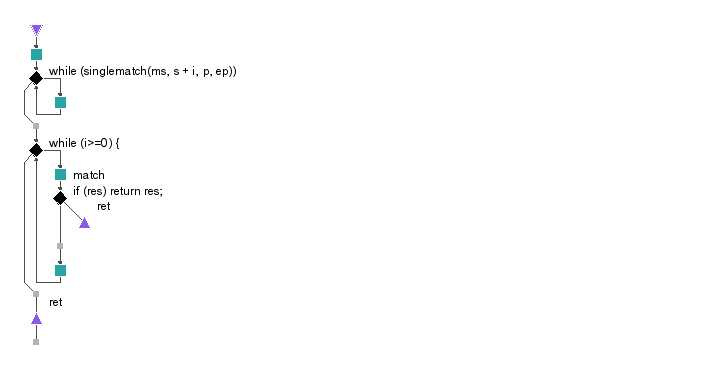 while (singlematch(ms, s + i, p, ep))
while (i>=0) {
match
if (res) return res;
ret
ret